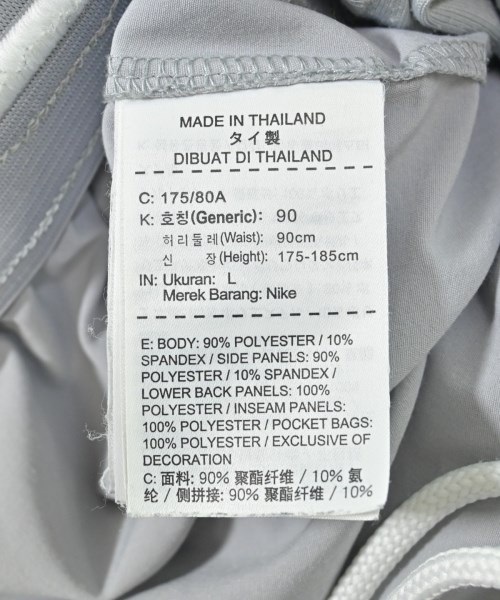 MADE IN THAILAND
タイ製
DIBUAT DI THAILAND
C: 175/80A
K: 호칭(Generic): 90
허리둘레(Waist): 90cm
신 장(Height): 175-185cm
IN: Ukuran: L
Merek Barang: Nike
E: BODY: 90% POLYESTER / 10%
SPANDEX / SIDE PANELS: 90%
POLYESTER / 10% SPANDEX /
LOWER BACK PANELS: 100%
POLYESTER / INSEAM PANELS:
100% POLYESTER / POCKET BAGS:
100% POLYESTER / EXCLUSIVE OF
DECORATION
C: 面料: 90% 聚酯纤维 / 10% 氨
纶 / 侧拼接: 90% 聚酯纤维 / 10%